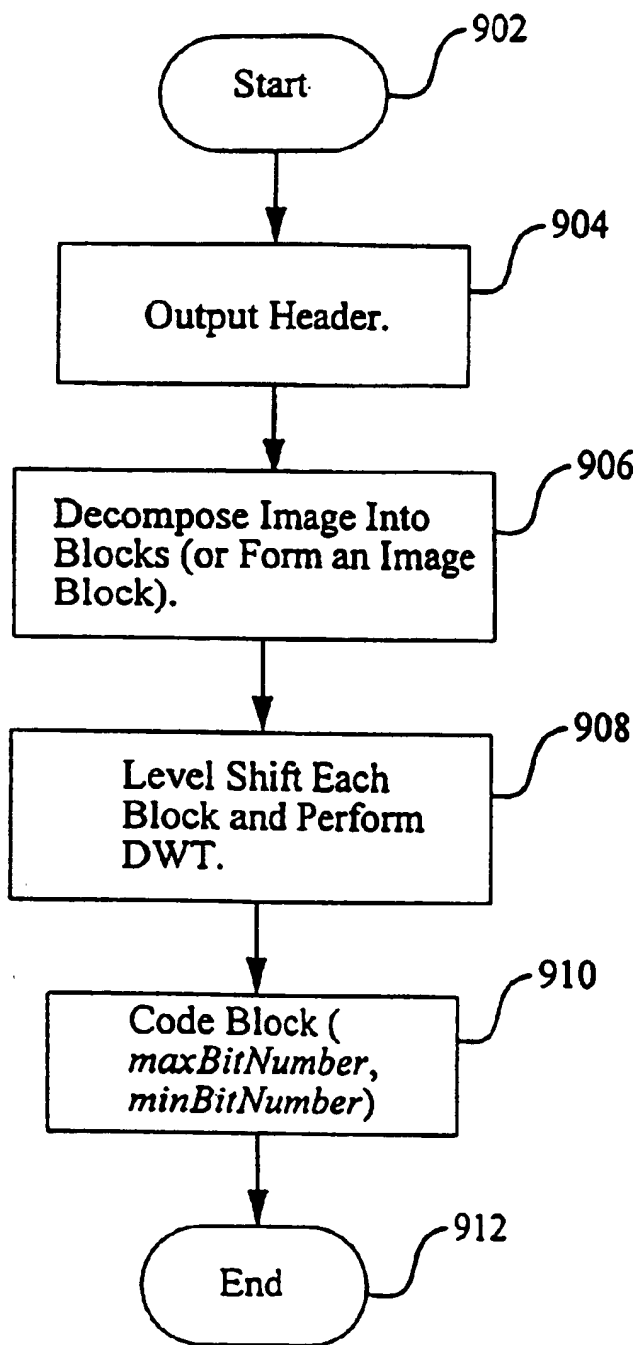 902
Start
904
Output Header.
906
Decompose Image Into
Blocks (or Form an Image
Block).
908
Level Shift Each
Block and Perform
DWT.
910
Code Block (
maxBitNumber,
minBitNumber)
912
End